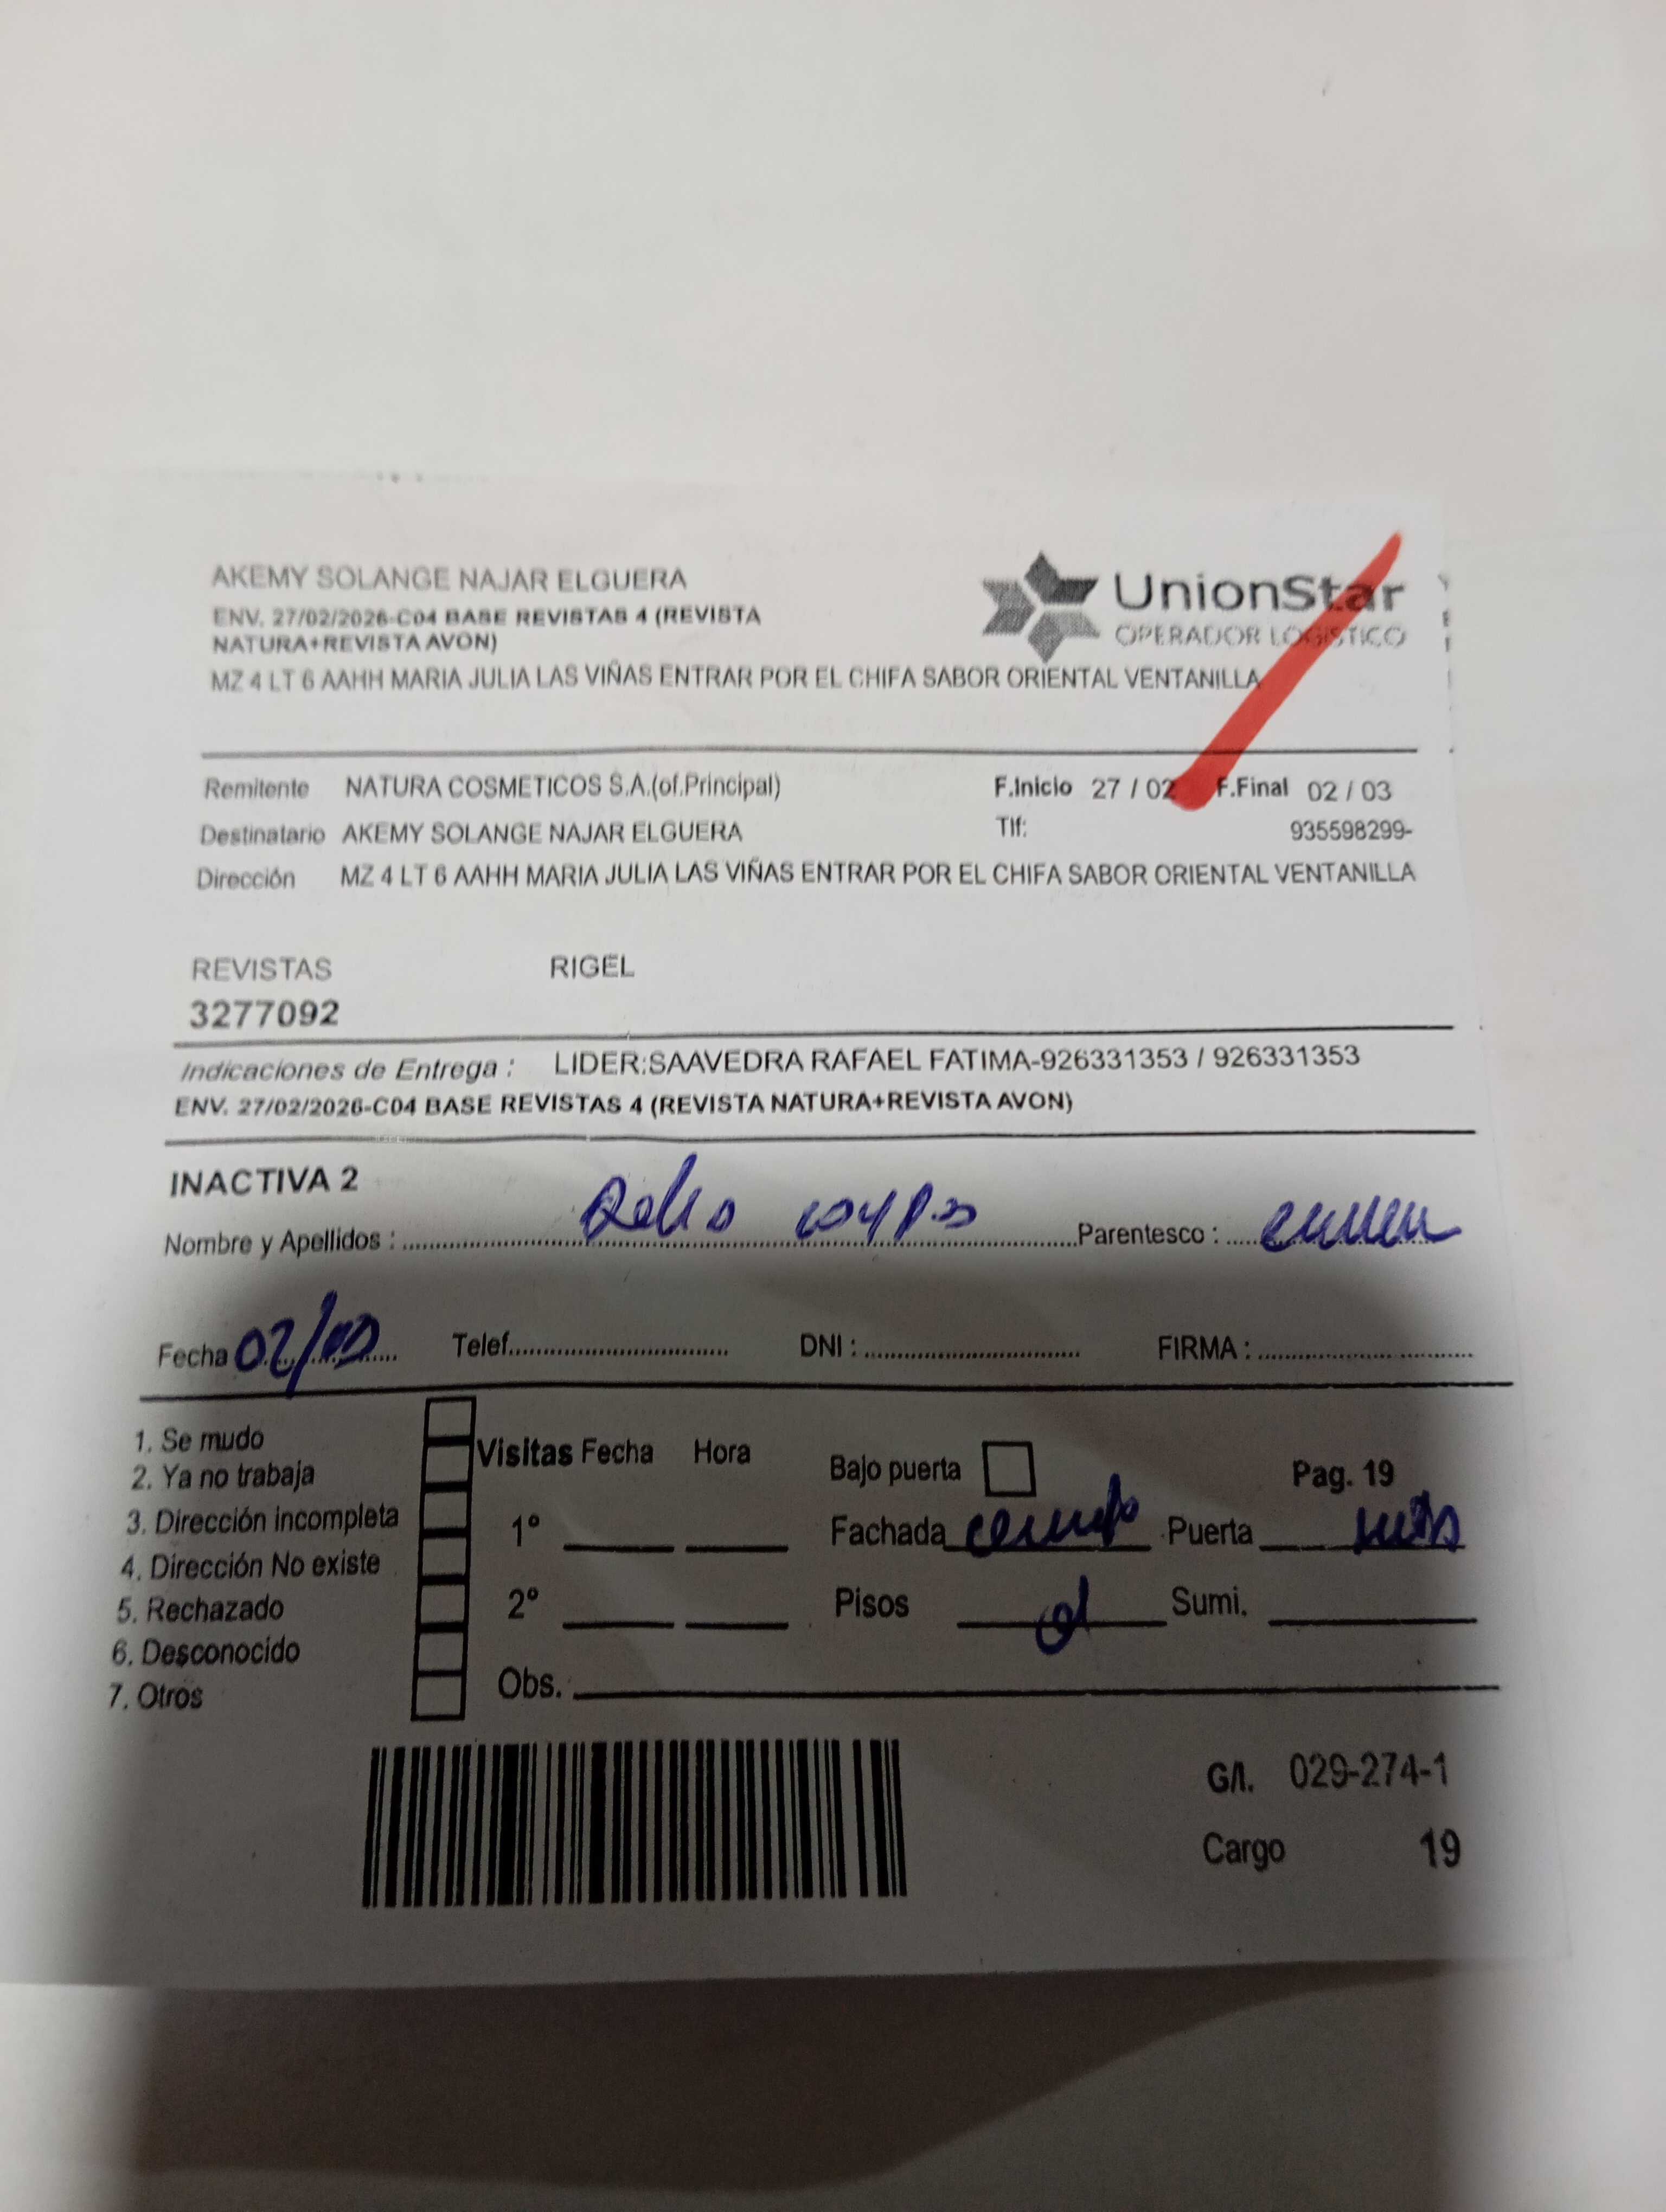 AKEMY SOLANGE NAJAR ELGUERA
ENV. 27/02/2026-C04 BASE REVISTAS 4 (REVISTA
NATURA+REVISTA AVON)
MZ 4 LT 6 AAHH MARIA JULIA LAS VIÑAS ENTRAR POR EL CHIFA SABOR ORIENTAL VENTANILLA
UnionStar
OPERADOR LOGISTICO
Remitente NATURA COSMETICOS S.A.(of.Principal) F.Inicio 27 / 02 F.Final 02 / 03
Destinatario AKEMY SOLANGE NAJAR ELGUERA Tlf: 935598299-
Dirección MZ 4 LT 6 AAHH MARIA JULIA LAS VIÑAS ENTRAR POR EL CHIFA SABOR ORIENTAL VENTANILLA
REVISTAS RIGEL
3277092
Indicaciones de Entrega : LIDER:SAAVEDRA RAFAEL FATIMA-926331353 / 926331353
ENV. 27/02/2026-C04 BASE REVISTAS 4 (REVISTA NATURA+REVISTA AVON)
INACTIVA 2
Nombre y Apellidos : Parentesco :
Fecha 02/03 Telef. DNI : FIRMA :
1. Se mudo
2. Ya no trabaja
3. Dirección incompleta
4. Dirección No existe
5. Rechazado
6. Desconocido
7. Otros
Visitas Fecha Hora
1º
2º
Obs.
Bajo puerta Pag. 19
Fachada Puerta
Pisos Sumi.
G/I. 029-274-1
Cargo 19